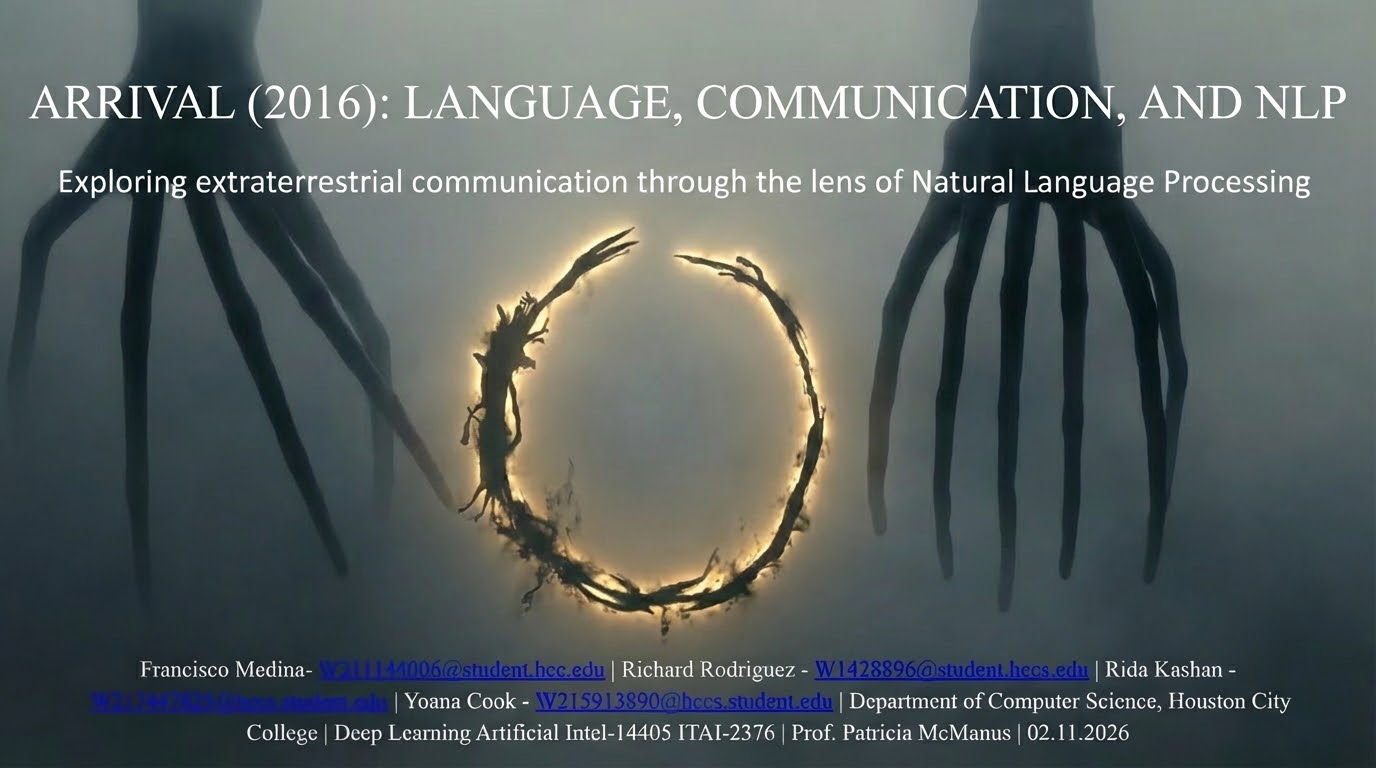 ARRIVAL (2016): LANGUAGE, COMMUNICATION, AND NLP
Exploring extraterrestrial communication through the lens of Natural Language Processing
Francisco Medina- W211144006@student.hcc.edu | Richard Rodriguez - W1428896@student.hccs.edu | Rida Kashan -
| Yoana Cook - W215913890@hccs.student.edu | Department of Computer Science, Houston City
College | Deep Learning Artificial Intel-14405 ITAI-2376 | Prof. Patricia McManus | 02.11.2026